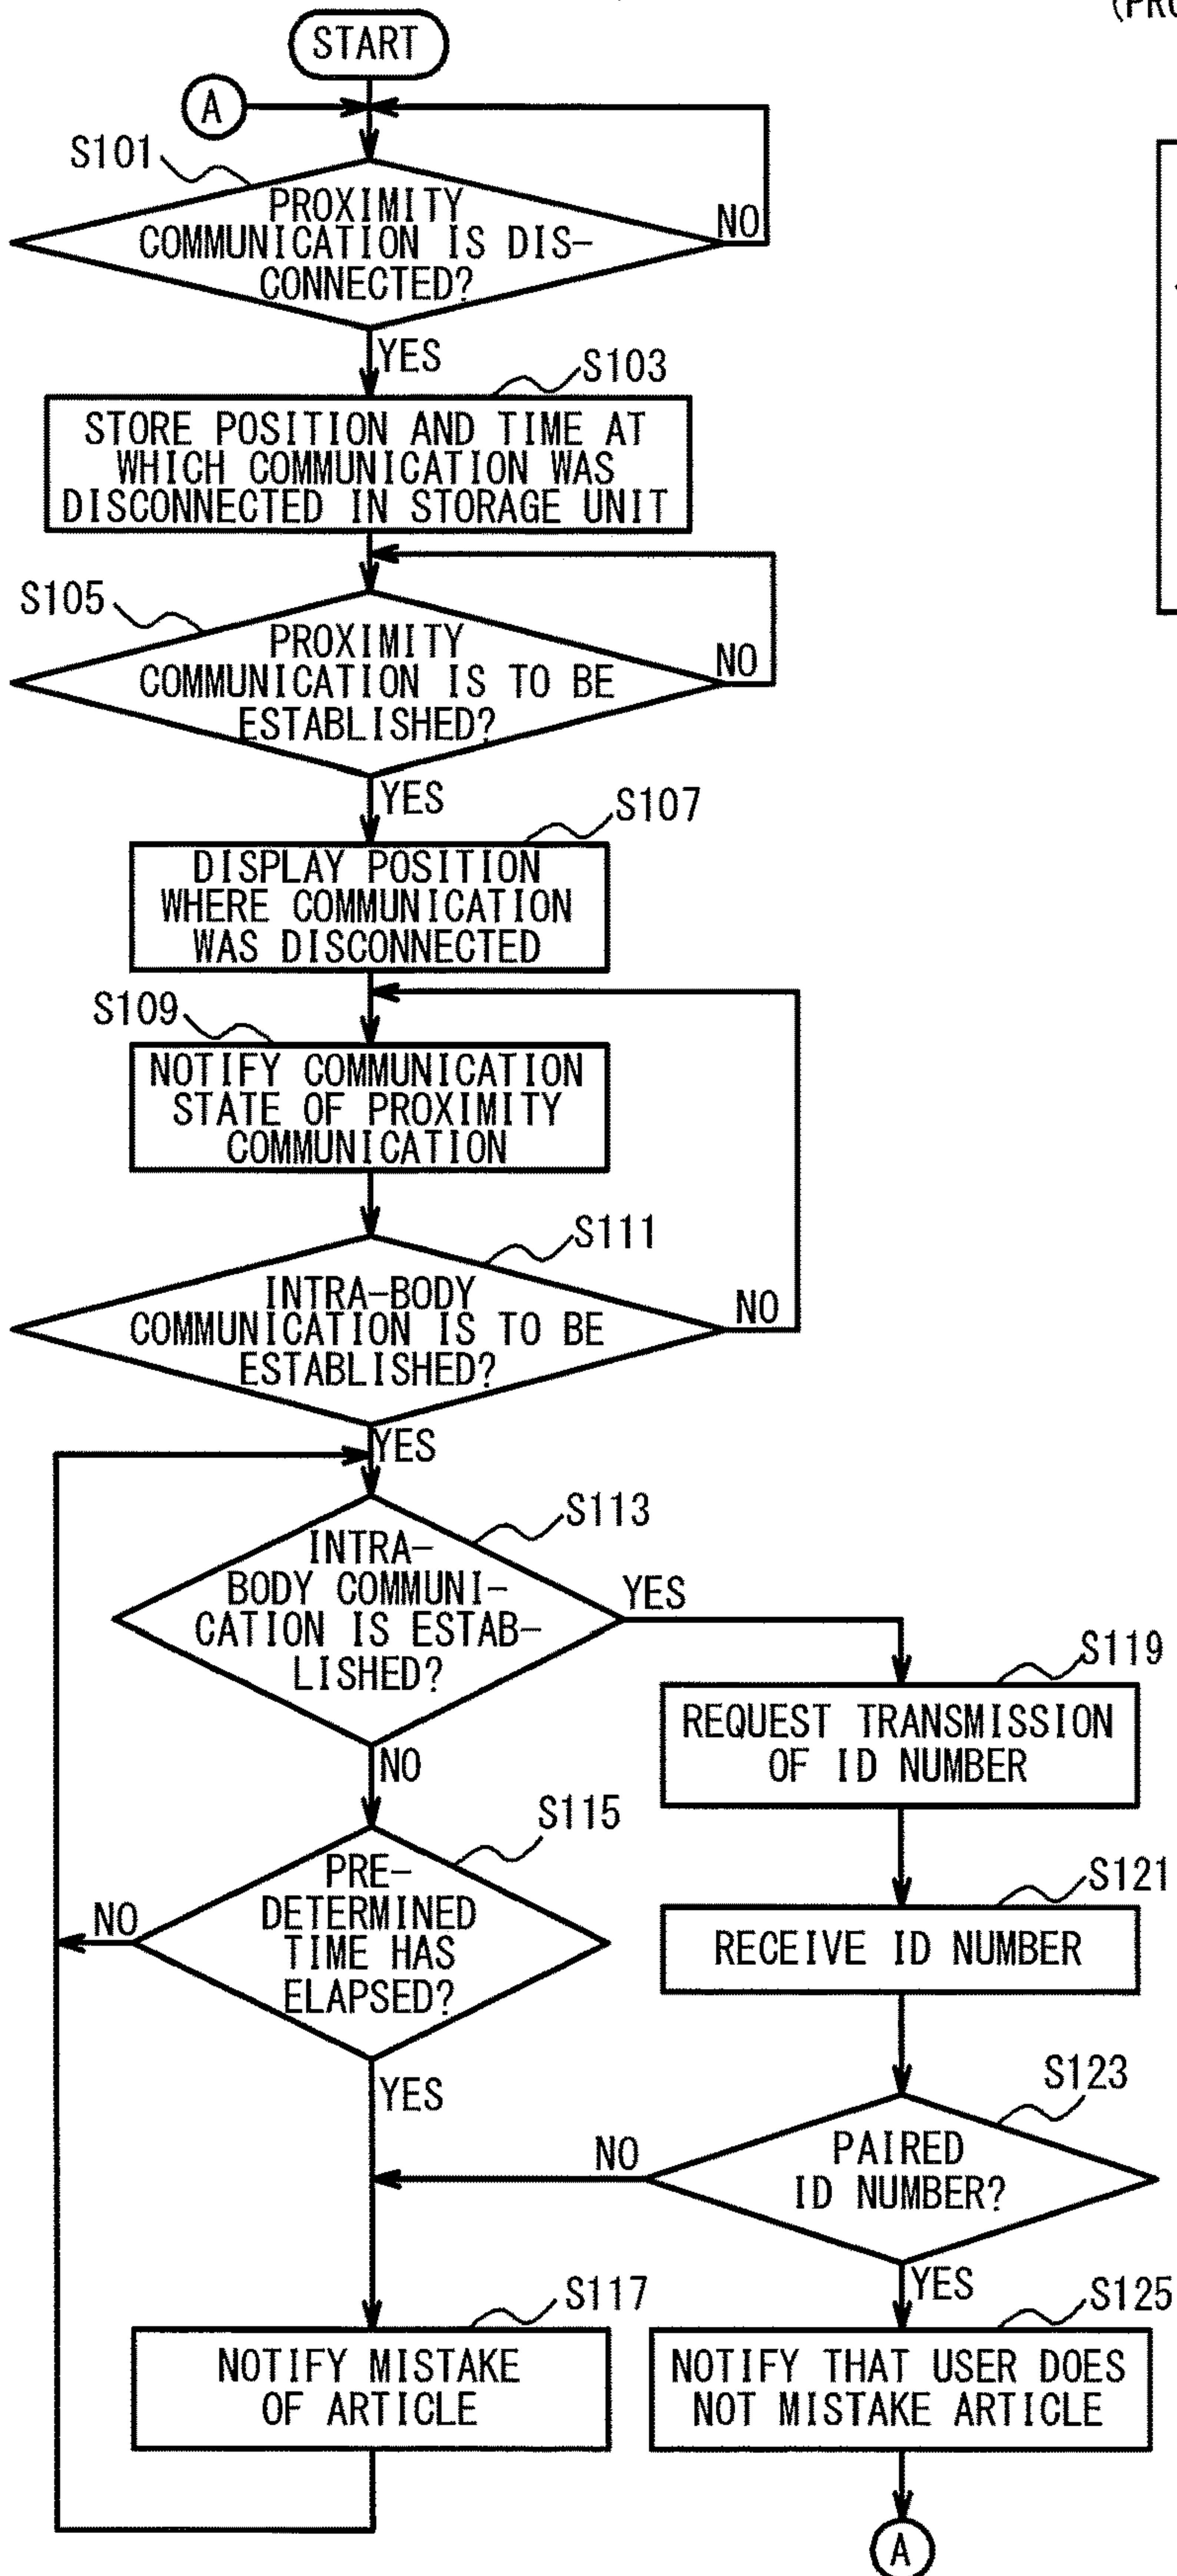 (PRO
START
A
S101
PROXIMITY
COMMUNICATION IS DIS-
CONNECTED?
NO
YES
S103
STORE POSITION AND TIME AT
WHICH COMMUNICATION WAS
DISCONNECTED IN STORAGE UNIT
S105
PROXIMITY
COMMUNICATION IS TO BE
ESTABLISHED?
NO
YES
S107
DISPLAY POSITION
WHERE COMMUNICATION
WAS DISCONNECTED
S109
NOTIFY COMMUNICATION
STATE OF PROXIMITY
COMMUNICATION
S111
INTRA-BODY
COMMUNICATION IS TO BE
ESTABLISHED?
NO
YES
S113
INTRA-
BODY COMMUNI-
CATION IS ESTAB-
LISHED?
YES
NO
S115
PRE-
DETERMINED
TIME HAS
ELAPSED?
NO
YES
S117
NOTIFY MISTAKE
OF ARTICLE
S119
REQUEST TRANSMISSION
OF ID NUMBER
S121
RECEIVE ID NUMBER
S123
PAIRED
ID NUMBER?
NO
YES
S125
NOTIFY THAT USER DOES
NOT MISTAKE ARTICLE
A